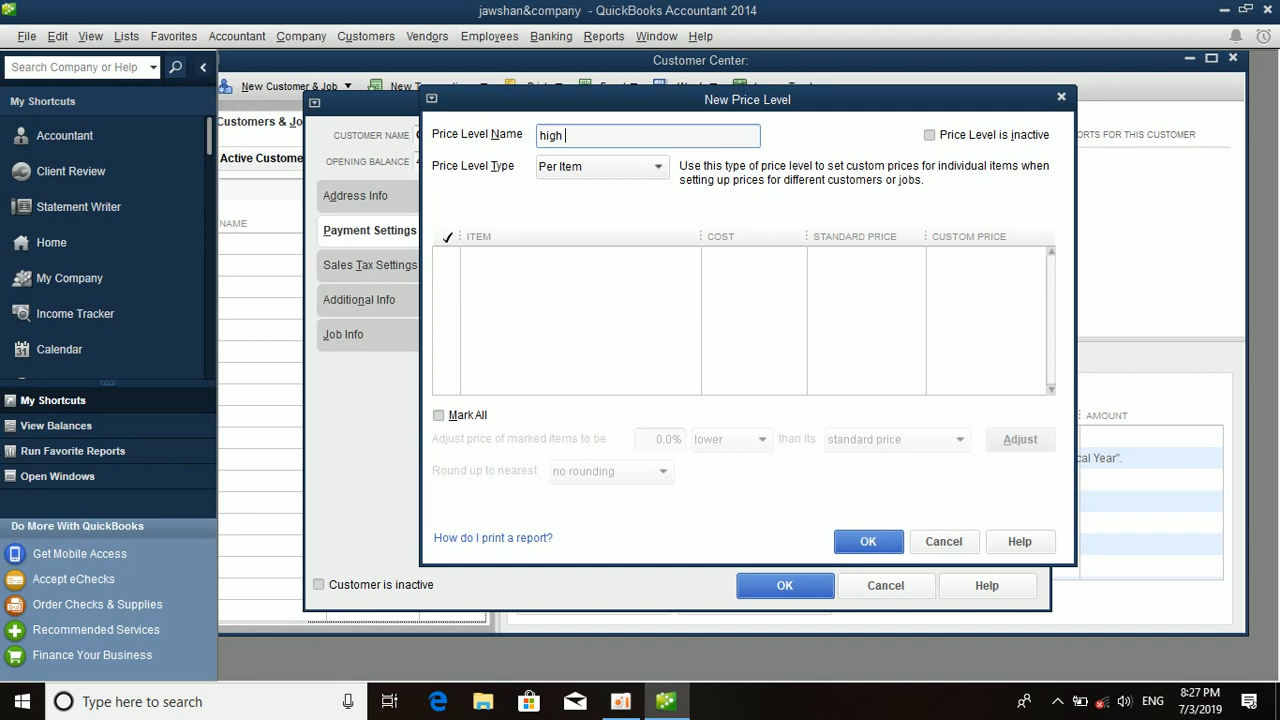 jawshan&company - QuickBooks Accountant 2014
File Edit View Lists Favorites Accountant Company Customers Vendors Employees Banking Reports Window Help
Search Company or Help
Customer Center:
New Customer & Job
My Shortcuts
New Price Level
Customers & Jo
CUSTOMER NAME
Price Level Name high
Price Level is inactive
ORTS FOR THIS CUSTOMER
Accountant
Active Custome
OPENING BALANCE
Price Level Type Per Item
Use this type of price level to set custom prices for individual items when
setting up prices for different customers or jobs.
Client Review
Address Info
Statement Writer
NAME
Payment Settings
ITEM COST STANDARD PRICE CUSTOM PRICE
Home
Sales Tax Settings
My Company
Additional Info
Income Tracker
Job Info
Calendar
My Shortcuts
Mark All
AMOUNT
View Balances
Adjust price of marked items to be 0.0% lower than its standard price Adjust
Run Favorite Reports
cal Year".
Round up to nearest no rounding
Open Windows
Do More With QuickBooks
How do I print a report?
OK Cancel Help
Get Mobile Access
Accept eChecks
Customer is inactive
OK Cancel Help
Order Checks & Supplies
Recommended Services
Finance Your Business
Type here to search
ENG
8:27 PM
7/3/2019